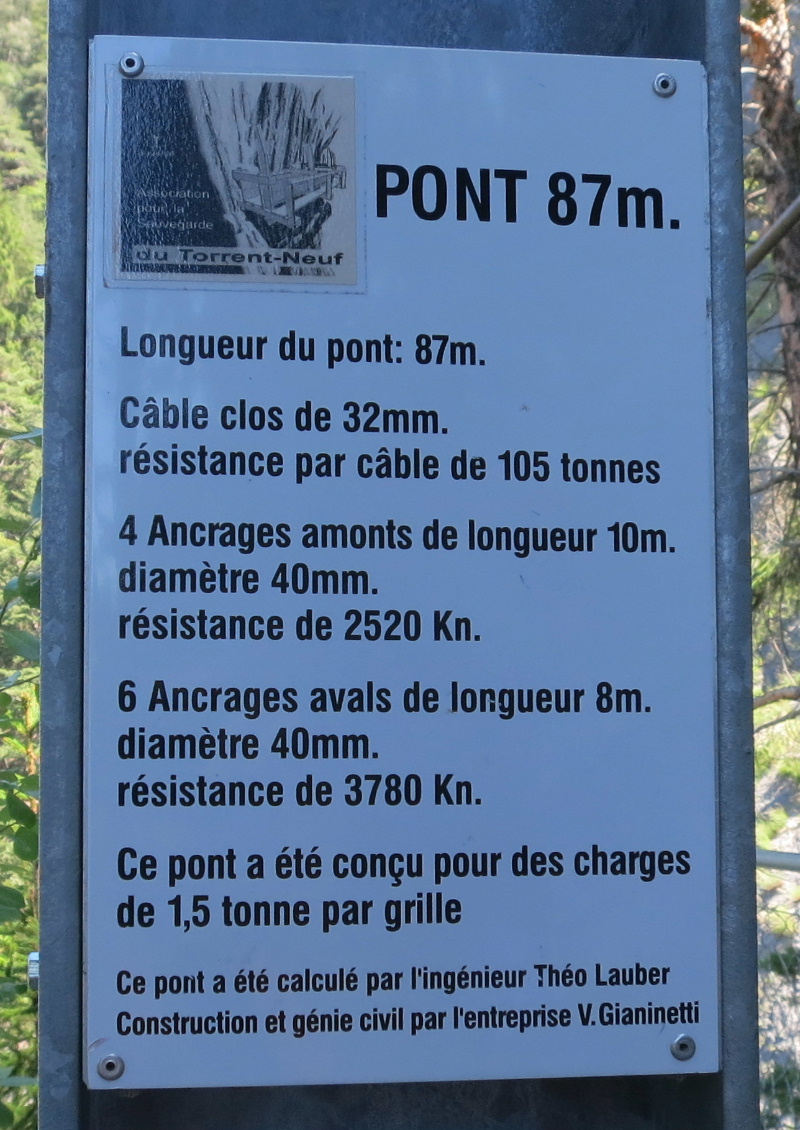 Association
pour la
Sauvegarde
du Torrent-Neuf
PONT 87m.
Longueur du pont: 87m.
Câble clos de 32mm.
résistance par câble de 105 tonnes
4 Ancrages amonts de longueur 10m.
diamètre 40mm.
résistance de 2520 Kn.
6 Ancrages avals de longueur 8m.
diamètre 40mm.
résistance de 3780 Kn.
Ce pont a été conçu pour des charges
de 1,5 tonne par grille
Ce pont a été calculé par l'ingénieur Théo Lauber
Construction et génie civil par l'entreprise V.Gianinetti